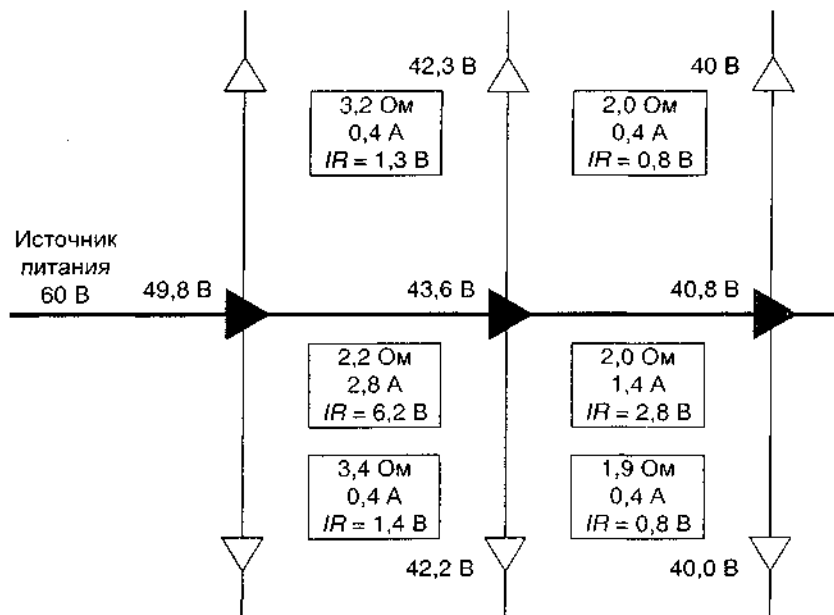 42,3 В
40 В
3,2 Ом
0,4 А
IR = 1,3 В
2,0 Ом
0,4 А
IR = 0,8 В
Источник
питания
60 В
49,8 В
43,6 В
40,8 В
2,2 Ом
2,8 А
IR = 6,2 В
2,0 Ом
1,4 А
IR = 2,8 В
3,4 Ом
0,4 А
IR = 1,4 В
1,9 Ом
0,4 А
IR = 0,8 В
42,2 В
40,0 В